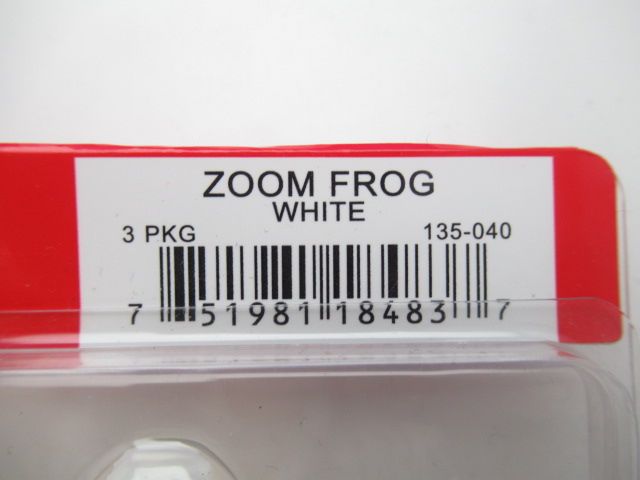 ZOOM FROG
WHITE
3 PKG 135-040
7 51981 18483 7